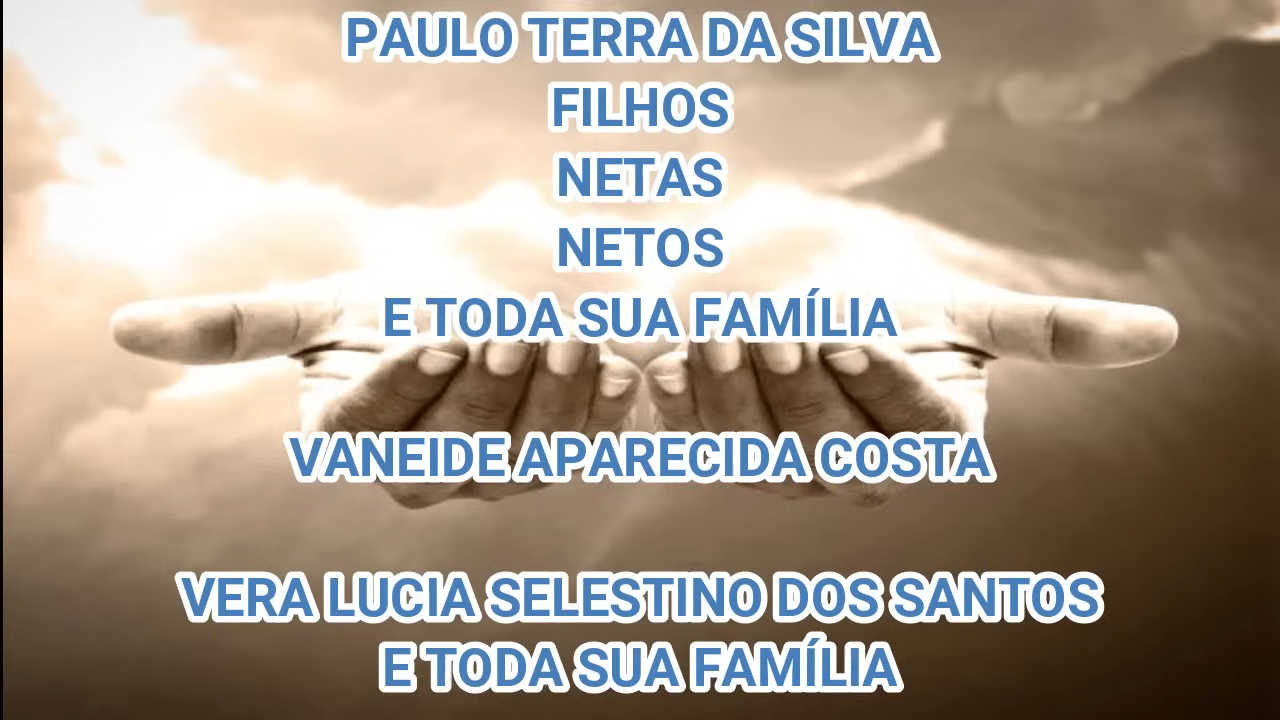 PAULO TERRA DA SILVA
FILHOS
NETAS
NETOS
E TODA SUA FAMÍLIA
VANEIDE APARECIDA COSTA
VERA LUCIA SELESTINO DOS SANTOS
E TODA SUA FAMÍLIA